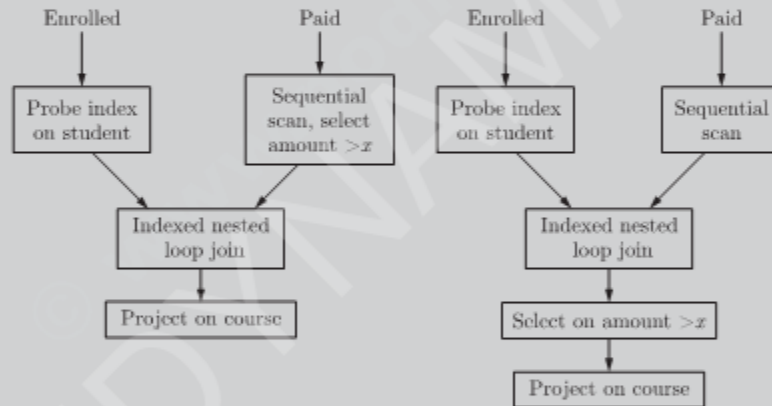 Enrolled
Paid
Probe index
on student
Sequential
scan, select
amount >x
Indexed nested
loop join
Project on course
Enrolled
Paid
Probe index
on student
Sequential
scan
Indexed nested
loop join
Select on amount >x
Project on course